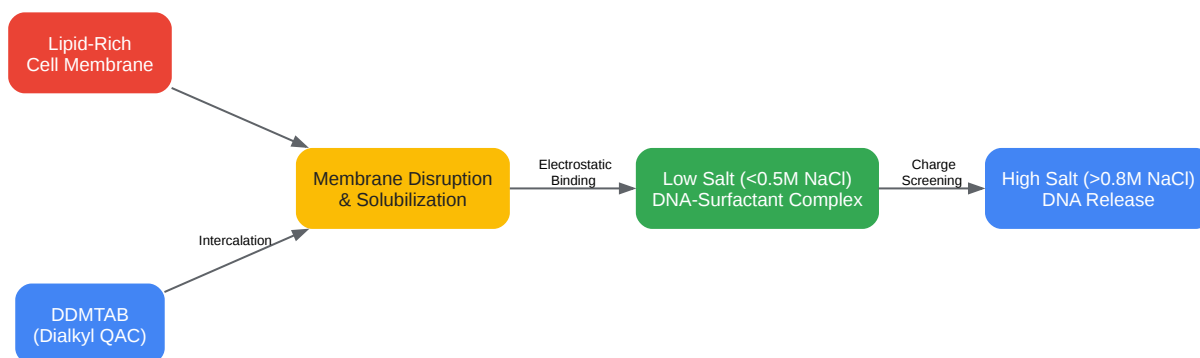 Lipid-Rich
Cell Membrane
Membrane Disruption
& Solubilization
Electrostatic
Binding
Low Salt (<0.5M NaCl)
DNA-Surfactant Complex
Charge
Screening
High Salt (>0.8M NaCl)
DNA Release
Intercalation
DDMTAB
(Dialkyl QAC)